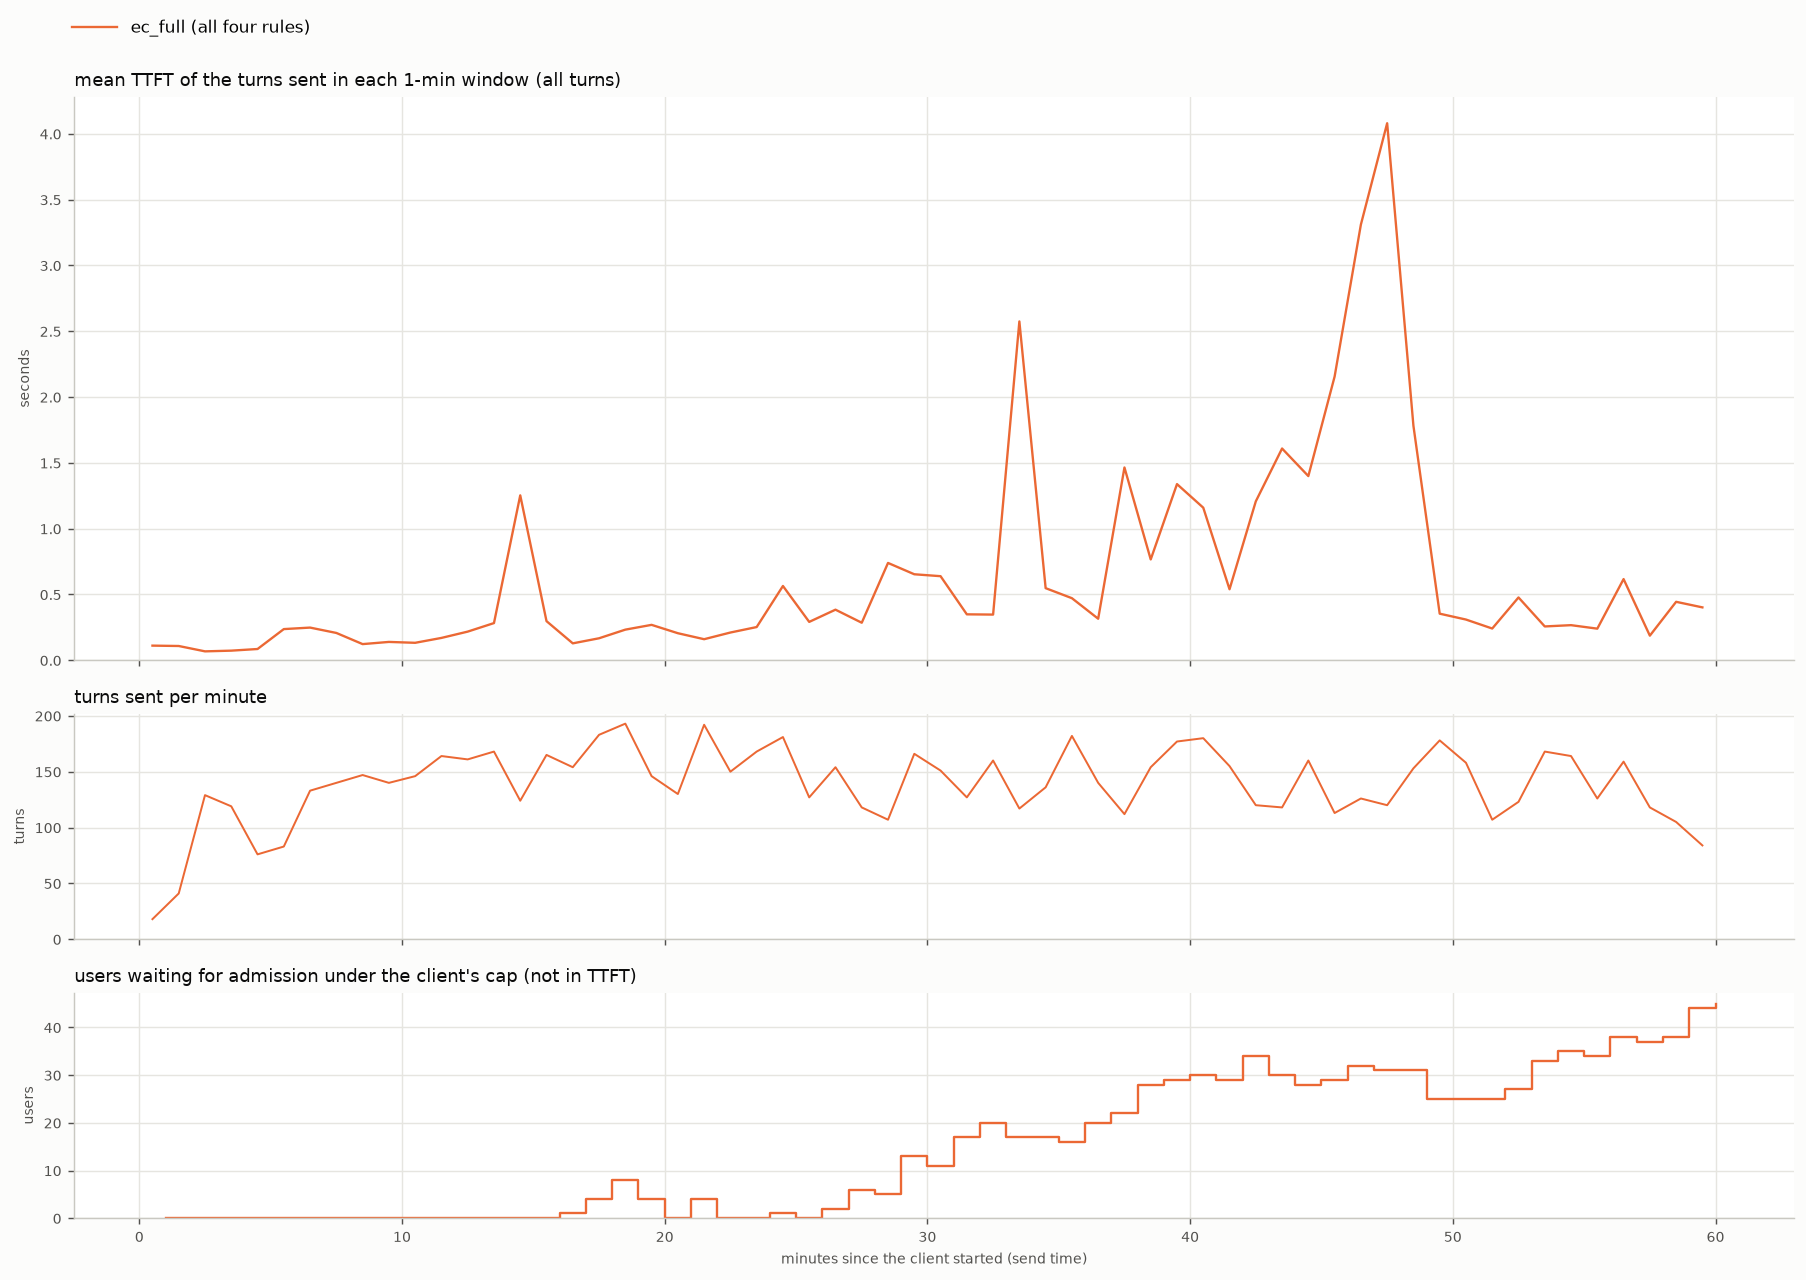 ec_full (all four rules)
mean TTFT of the turns sent in each 1-min window (all turns)
4.0
3.5
3.0
2.5
2.0
1.5
1.0
0.5
0.0
seconds
turns sent per minute
200
150
100
50
0
turns
users waiting for admission under the client's cap (not in TTFT)
40
30
20
10
0
users
0 10 20 30 40 50 60
minutes since the client started (send time)